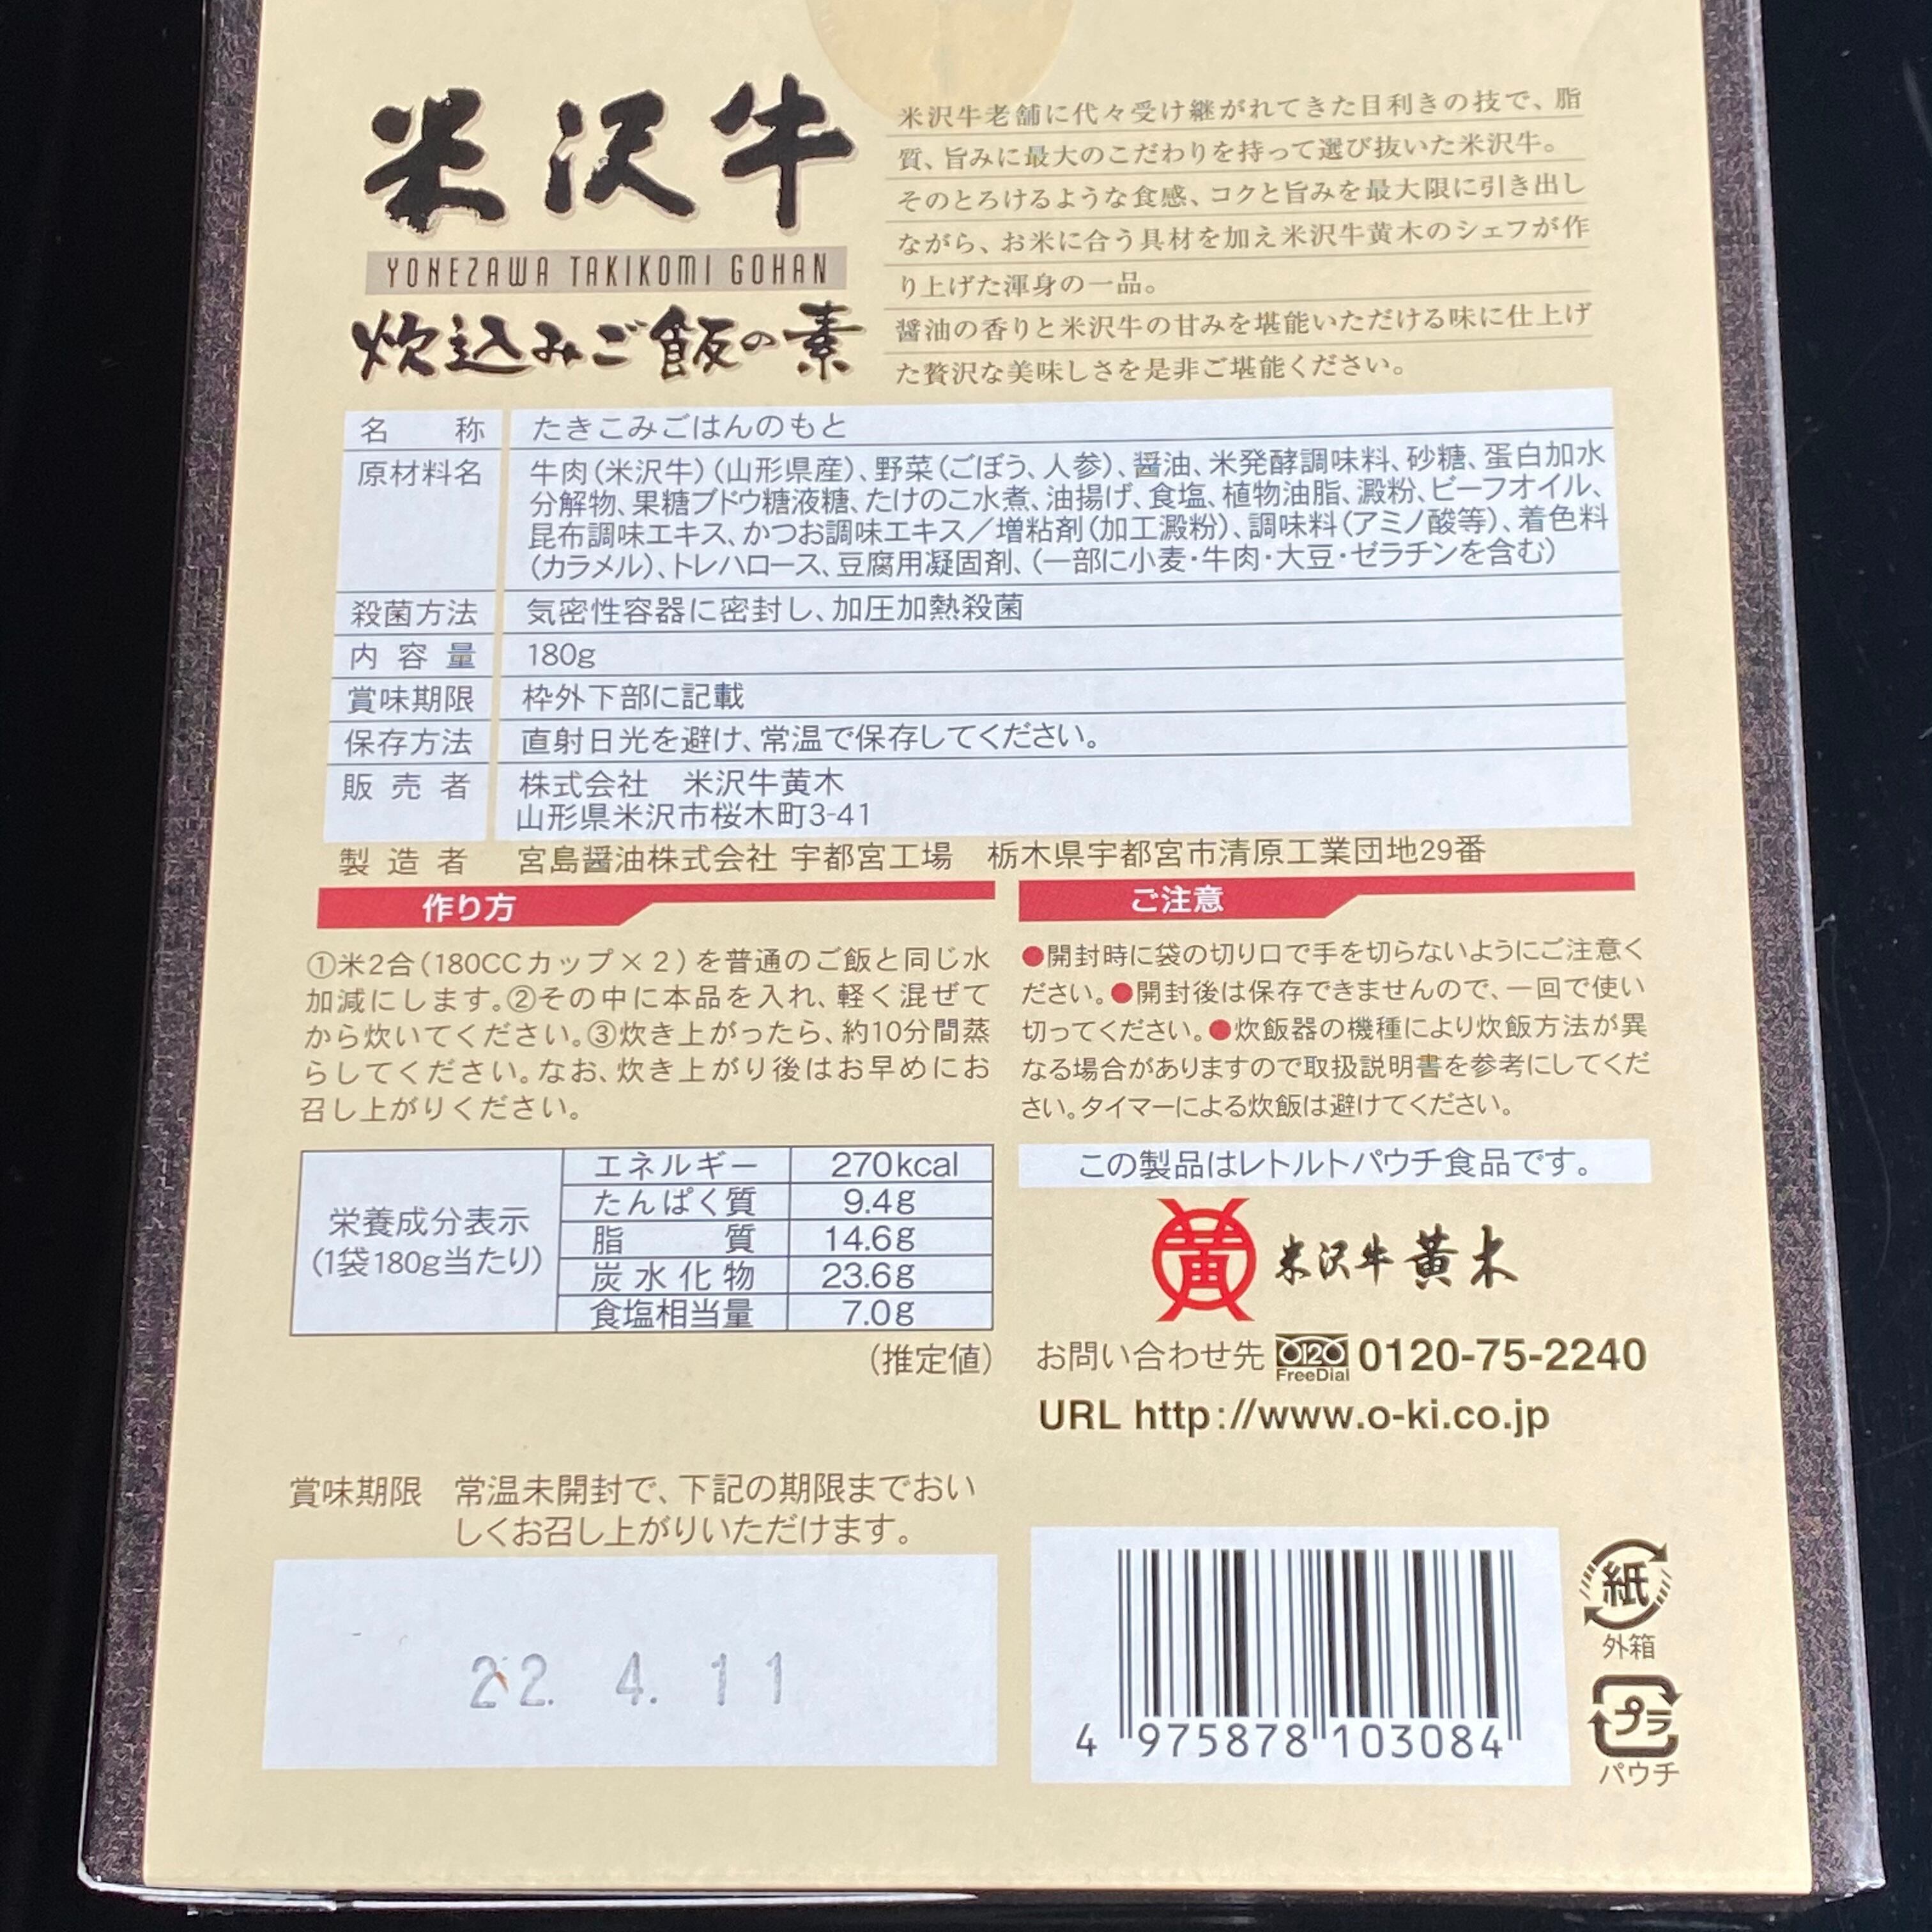 米沢牛
YONEZAWA TAKIKOMI GOHAN
炊込みご飯の素
米沢牛老舗に代々受け継がれてきた目利きの技で、脂
質、旨みに最大のこだわりを持って選び抜いた米沢牛。
そのとろけるような食感、コクと旨みを最大限に引き出し
ながら、お米に合う具材を加え米沢牛黄木のシェフが作
り上げた渾身の一品。
醤油の香りと米沢牛の甘みを堪能いただける味に仕上げ
た贅沢な美味しさを是非ご堪能ください。
名称 たきこみごはんのもと
原材料名 牛肉(米沢牛)(山形県産)、野菜(ごぼう、人参)、醤油、米発酵調味料、砂糖、蛋白加水
分解物、果糖ブドウ糖液糖、たけのこ水煮、油揚げ、食塩、植物油脂、澱粉、ビーフオイル、
昆布調味エキス、かつお調味エキス/増粘剤(加工澱粉)、調味料(アミノ酸等)、着色料
(カラメル)、トレハロース、豆腐用凝固剤、(一部に小麦・牛肉・大豆・ゼラチンを含む)
殺菌方法 気密性容器に密封し、加圧加熱殺菌
内容量 180g
賞味期限 枠外下部に記載
保存方法 直射日光を避け、常温で保存してください。
販売者 株式会社 米沢牛黄木
山形県米沢市桜木町3-41
製造者 宮島醤油株式会社 宇都宮工場 栃木県宇都宮市清原工業団地29番
作り方
①米2合(180CCカップ×2)を普通のご飯と同じ水
加減にします。②その中に本品を入れ、軽く混ぜて
から炊いてください。③炊き上がったら、約10分間蒸
らしてください。なお、炊き上がり後はお早めにお
召し上がりください。
ご注意
●開封時に袋の切り口で手を切らないようにご注意く
ださい。●開封後は保存できませんので、一回で使い
切ってください。●炊飯器の機種により炊飯方法が異
なる場合がありますので取扱説明書を参考にしてくだ
さい。タイマーによる炊飯は避けてください。
栄養成分表示
(1袋180g当たり)
エネルギー 270kcal
たんぱく質 9.4g
脂質 14.6g
炭水化物 23.6g
食塩相当量 7.0g
(推定値)
この製品はレトルトパウチ食品です。
黄 米沢牛黄木
お問い合わせ先 0120 FreeDial 0120-75-2240
URL http://www.o-ki.co.jp
賞味期限 常温未開封で、下記の期限までおい
しくお召し上がりいただけます。
22. 4. 11
4 975878 103084
紙
外箱
プラ
パウチ